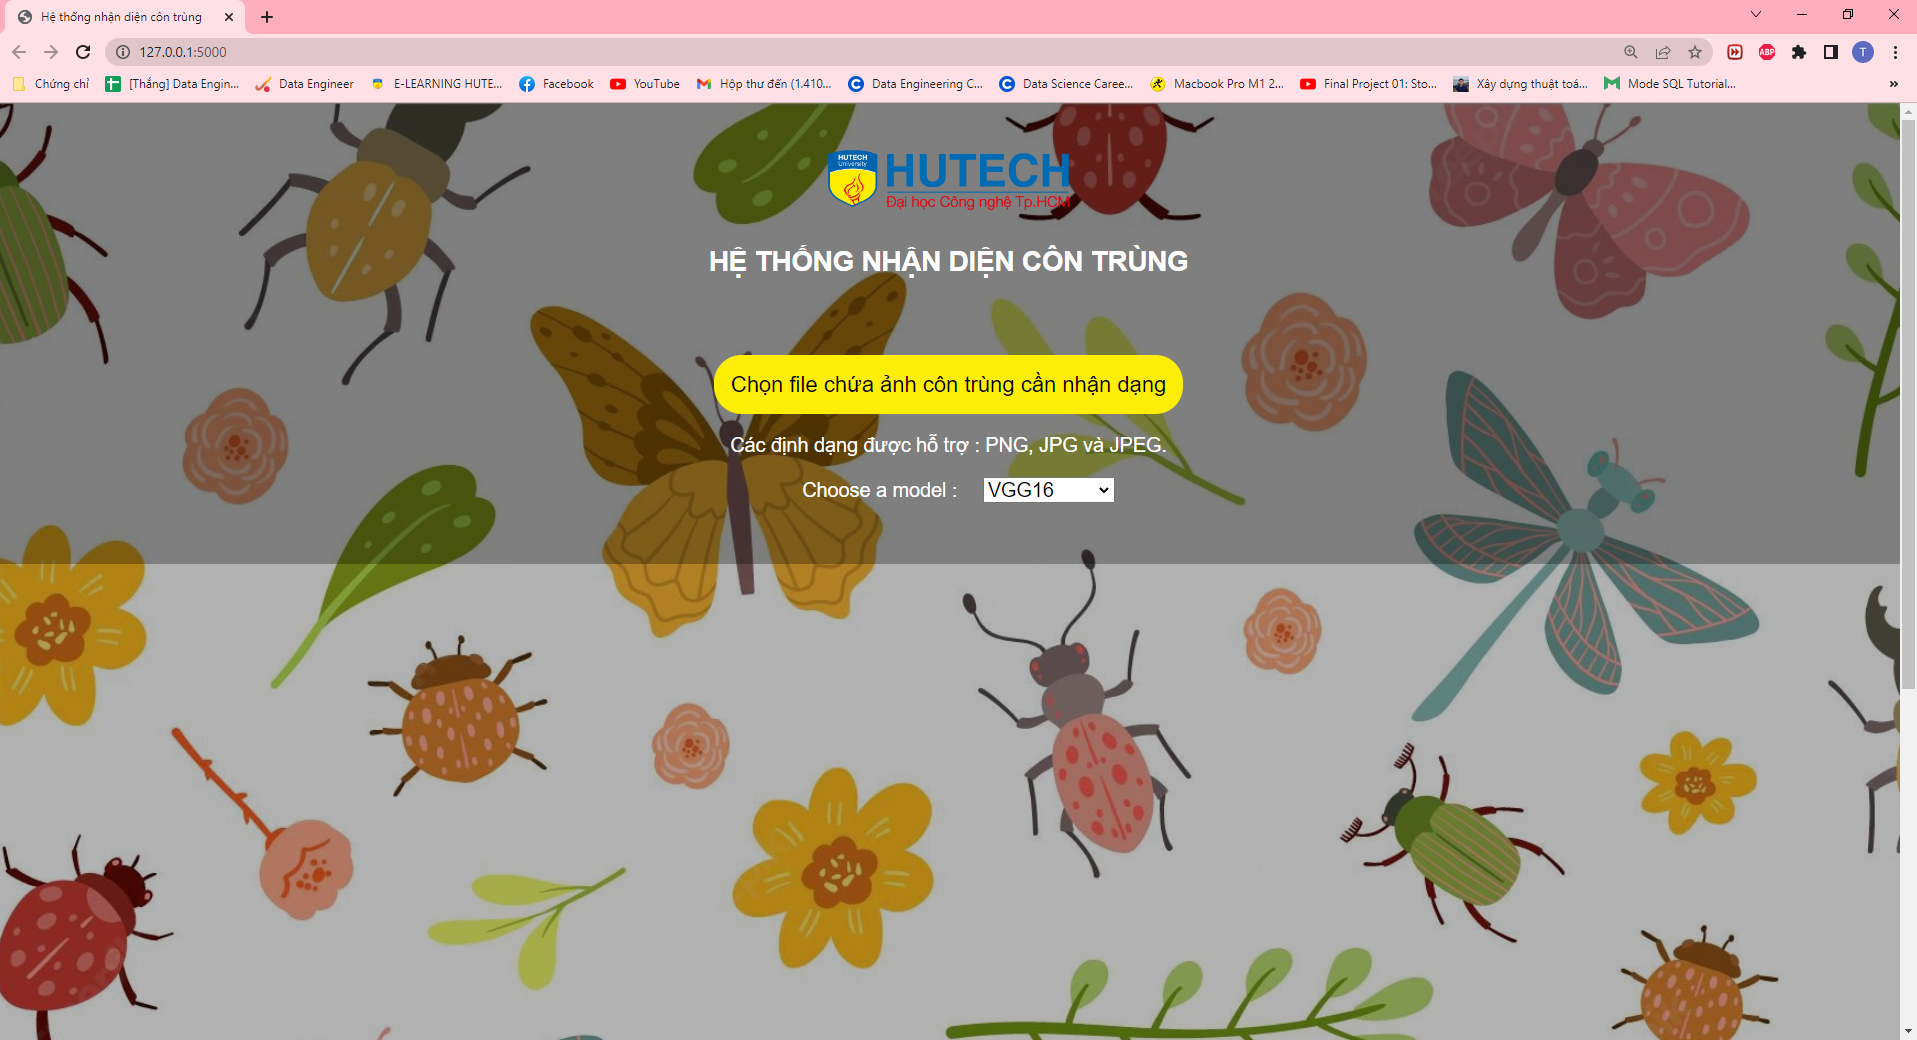 Hệ thống nhận diện côn trùng
127.0.0.1:5000
ABP
T
Chứng chỉ
[Thắng] Data Engin...
Data Engineer
E-LEARNING HUTE...
Facebook
YouTube
Hộp thư đến (1.410...
Data Engineering C...
Data Science Caree...
Macbook Pro M1 2...
Final Project 01: Sto...
Xây dựng thuật toá...
Mode SQL Tutorial...
»
HUTECH
University
HUTECH
Đại học Công nghệ Tp.HCM
HỆ THỐNG NHẬN DIỆN CÔN TRÙNG
Chọn file chứa ảnh côn trùng cần nhận dạng
Các định dạng được hỗ trợ : PNG, JPG và JPEG.
Choose a model : VGG16